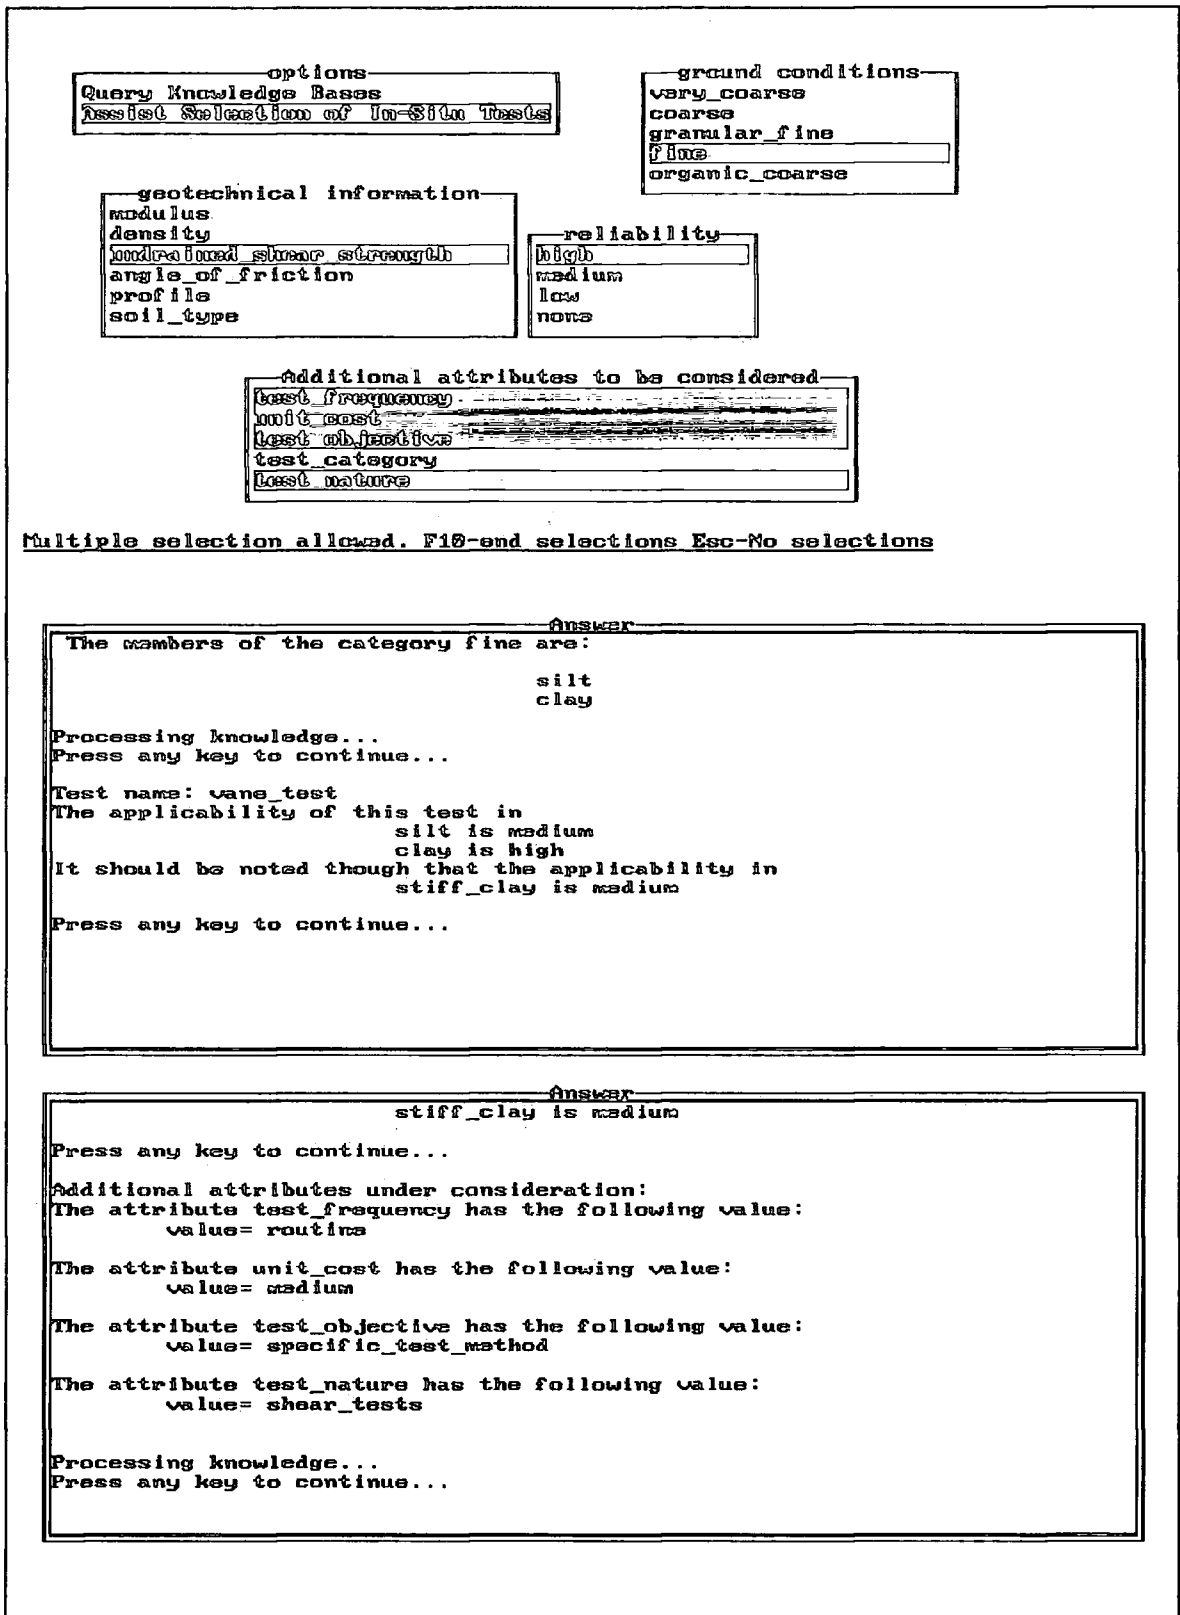 options
Query Knowledge Bases
Assist Selection of In-Situ Tests
ground conditions
very_coarse
coarse
granular_fine
fine
organic_coarse
geotechnical information
modulus
density
undrained_shear_strength
angle_of_friction
profile
soil_type
reliability
high
medium
low
none
Additional attributes to be considered
test_frequency
unit_cost
test_objective
test_category
test_nature
Multiple selection allowed. F10-end selections Esc-No selections
Answer
The members of the category fine are:
silt
clay
Processing knowledge...
Press any key to continue...
Test name: vane_test
The applicability of this test in
silt is medium
clay is high
It should be noted though that the applicability in
stiff_clay is medium
Press any key to continue...
Answer
stiff_clay is medium
Press any key to continue...
Additional attributes under consideration:
The attribute test_frequency has the following value:
value= routine
The attribute unit_cost has the following value:
value= medium
The attribute test_objective has the following value:
value= specific_test_method
The attribute test_nature has the following value:
value= shear_tests
Processing knowledge...
Press any key to continue...